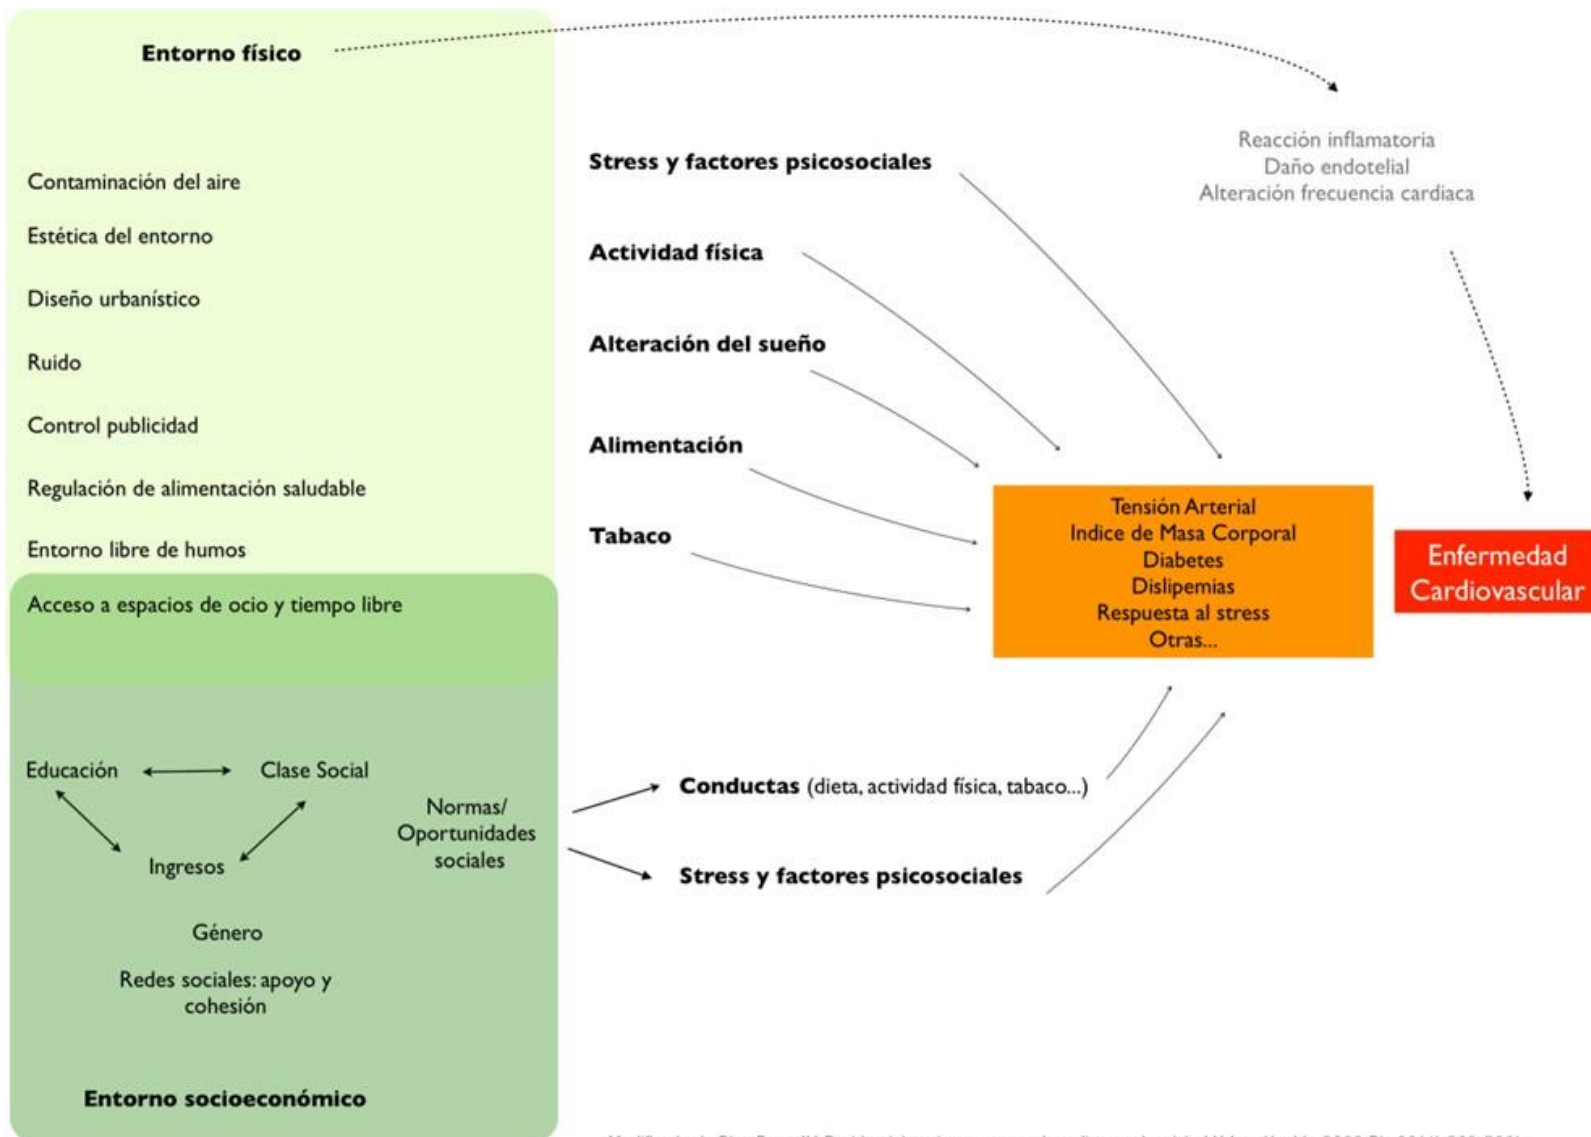 Entorno físico
Contaminación del aire
Estética del entorno
Diseño urbanístico
Ruido
Control publicidad
Regulación de alimentación saludable
Entorno libre de humos
Acceso a espacios de ocio y tiempo libre
Educación
Clase Social
Ingresos
Normas/
Oportunidades
sociales
Género
Redes sociales: apoyo y
cohesión
Entorno socioeconómico
Stress y factores psicosociales
Actividad física
Alteración del sueño
Alimentación
Tabaco
Conductas (dieta, actividad física, tabaco...)
Stress y factores psicosociales
Reacción inflamatoria
Daño endotelial
Alteración frecuencia cardiaca
Tensión Arterial
Indice de Masa Corporal
Diabetes
Dislipemias
Respuesta al stress
Otras...
Enfermedad
Cardiovascular